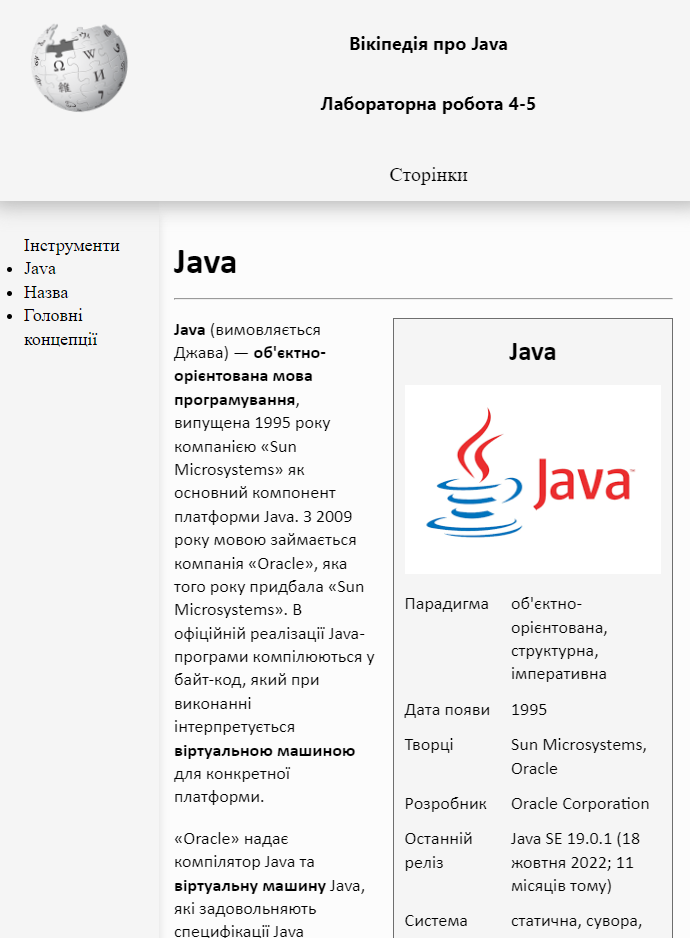 Ω W И 維 7
Вікіпедія про Java
Лабораторна робота 4-5
Сторінки
Інструменти
Java
Назва
Головні
концепції
Java
Java (вимовляється
Джава) — об'єктно-
орієнтована мова
програмування,
випущена 1995 року
компанією «Sun
Microsystems» як
основний компонент
платформи Java. З 2009
року мовою займається
компанія «Oracle», яка
того року придбала «Sun
Microsystems». В
офіційній реалізації Java-
програми компілюються у
байт-код, який при
виконанні
інтерпретується
віртуальною машиною
для конкретної
платформи.
«Oracle» надає
компілятор Java та
віртуальну машину Java,
які задовольняють
специфікації Java
Java
Java™
Парадигма об'єктно-
орієнтована,
структурна,
імперативна
Дата появи 1995
Творці Sun Microsystems,
Oracle
Розробник Oracle Corporation
Останній Java SE 19.0.1 (18
реліз жовтня 2022; 11
місяців тому)
Система статична, сувора,